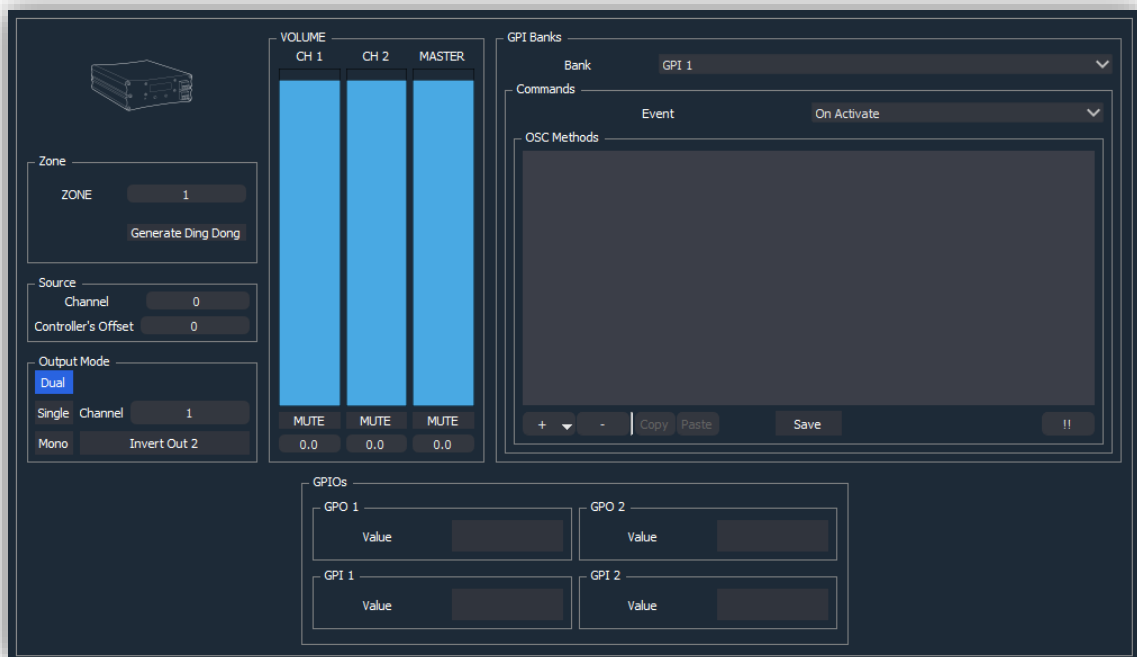 Zone
ZONE 1
Generate Ding Dong
Source
Channel 0
Controller's Offset 0
Output Mode
Dual
Single Channel 1
Mono Invert Out 2
VOLUME
CH 1 CH 2 MASTER
MUTE MUTE MUTE
0.0 0.0 0.0
GPI Banks
Bank GPI 1
Commands
Event On Activate
OSC Methods
+ - Copy Paste Save !!
GPIOs
GPO 1 GPO 2
Value Value
GPI 1 GPI 2
Value Value